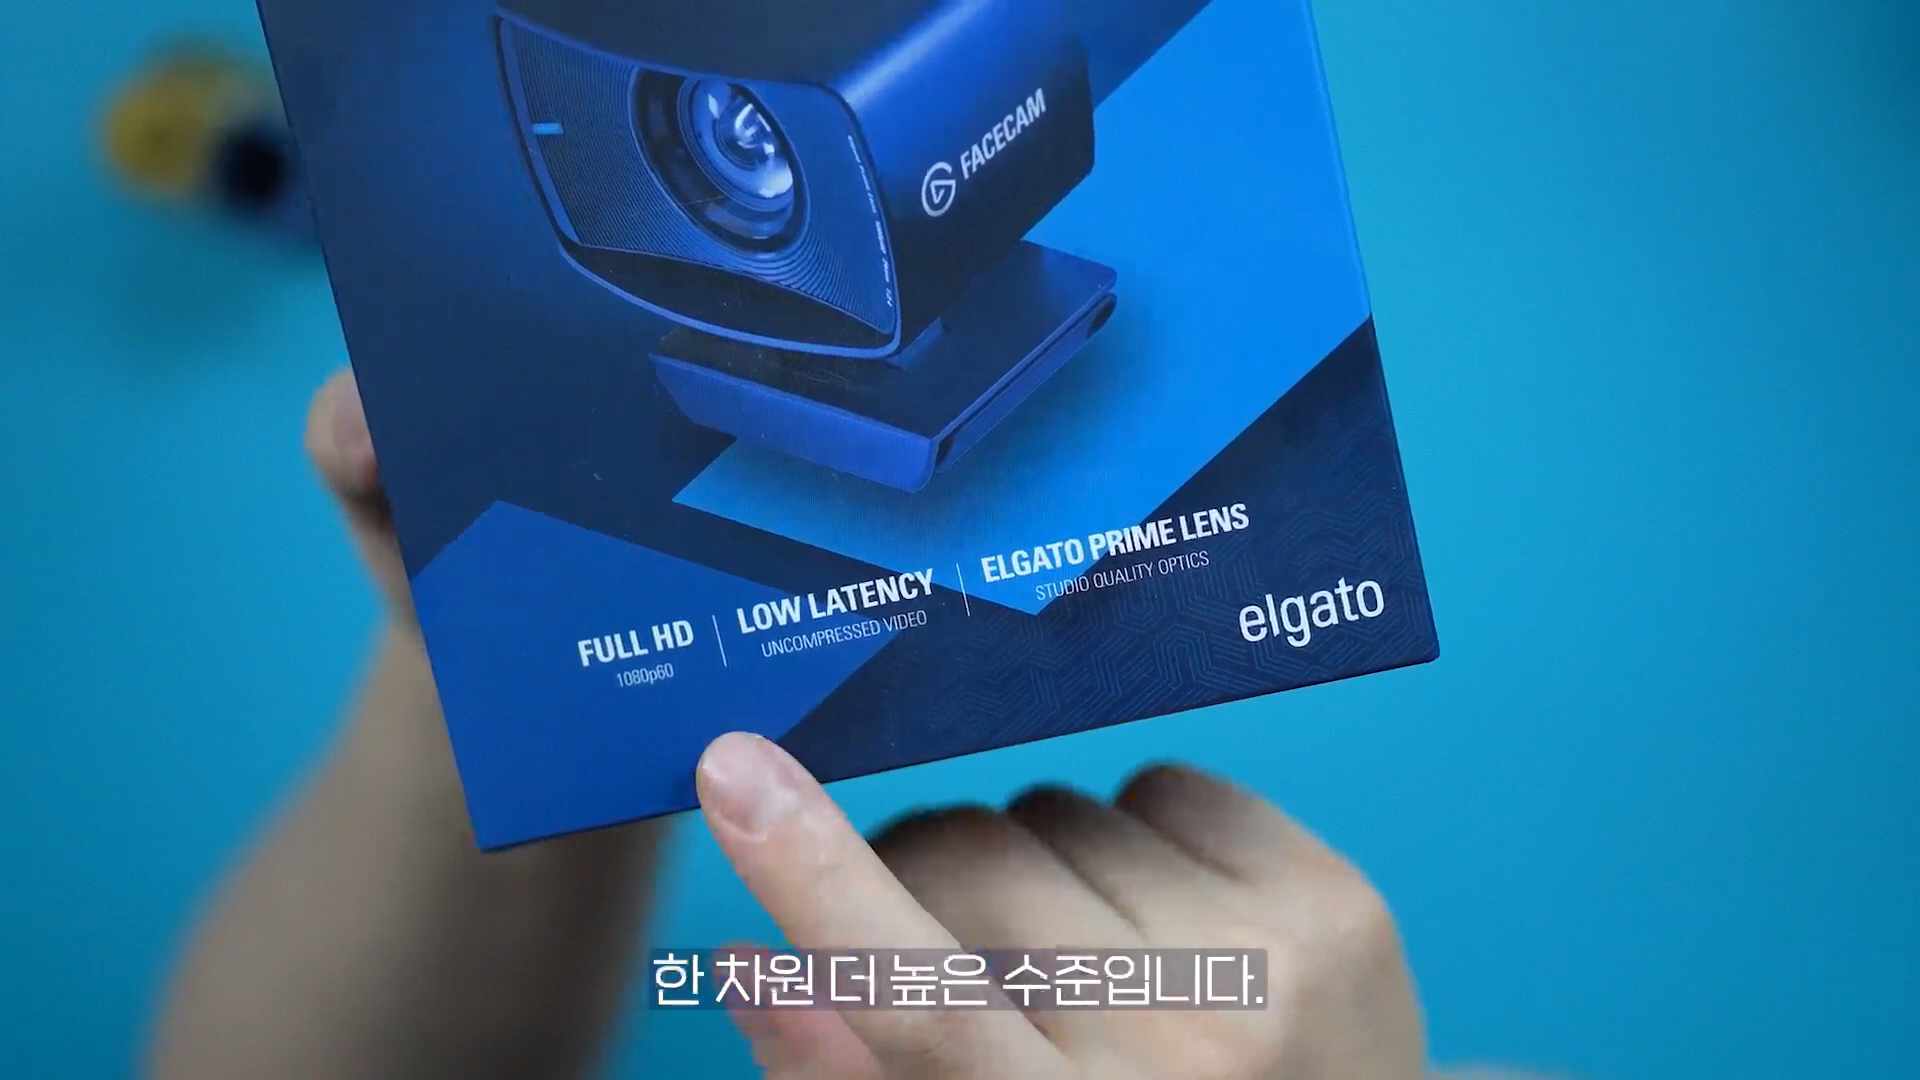 FACECAM
FULL HD
1080p60
LOW LATENCY
UNCOMPRESSED VIDEO
ELGATO PRIME LENS
STUDIO QUALITY OPTICS
elgato
한 차원 더 높은 수준입니다.